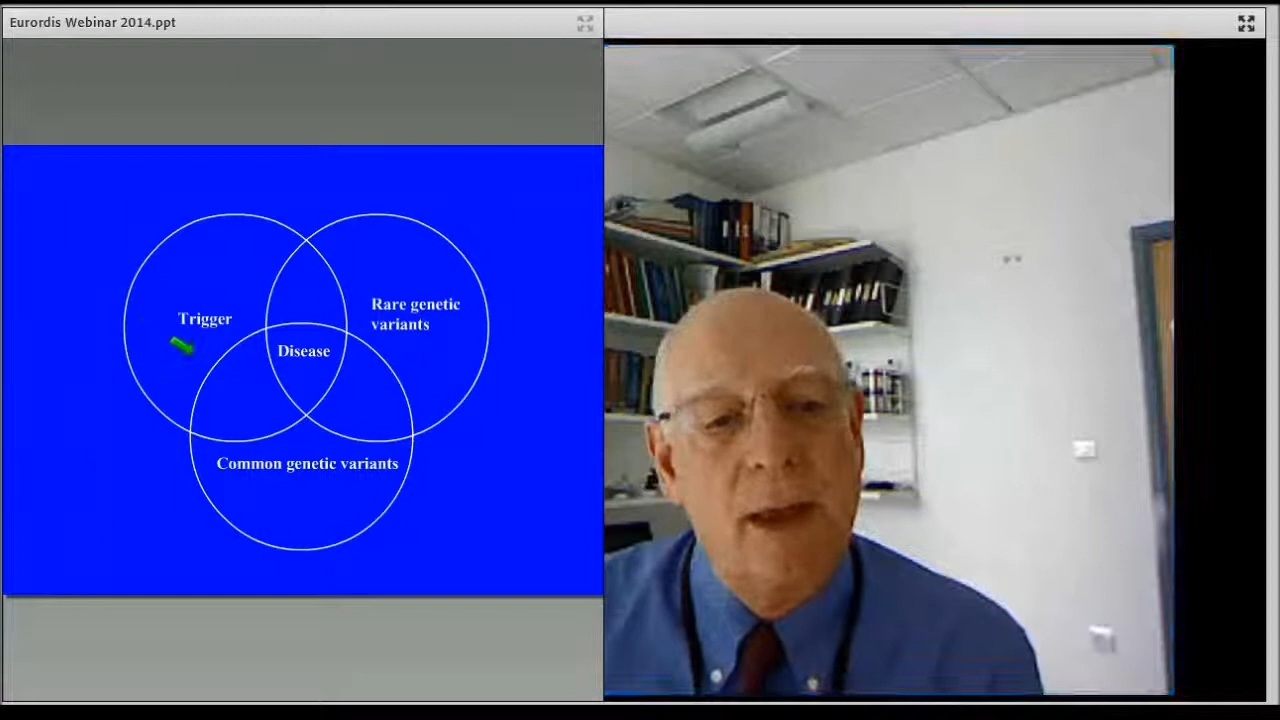 Eurordis Webinar 2014.ppt
Trigger
Rare genetic
variants
Disease
Common genetic variants